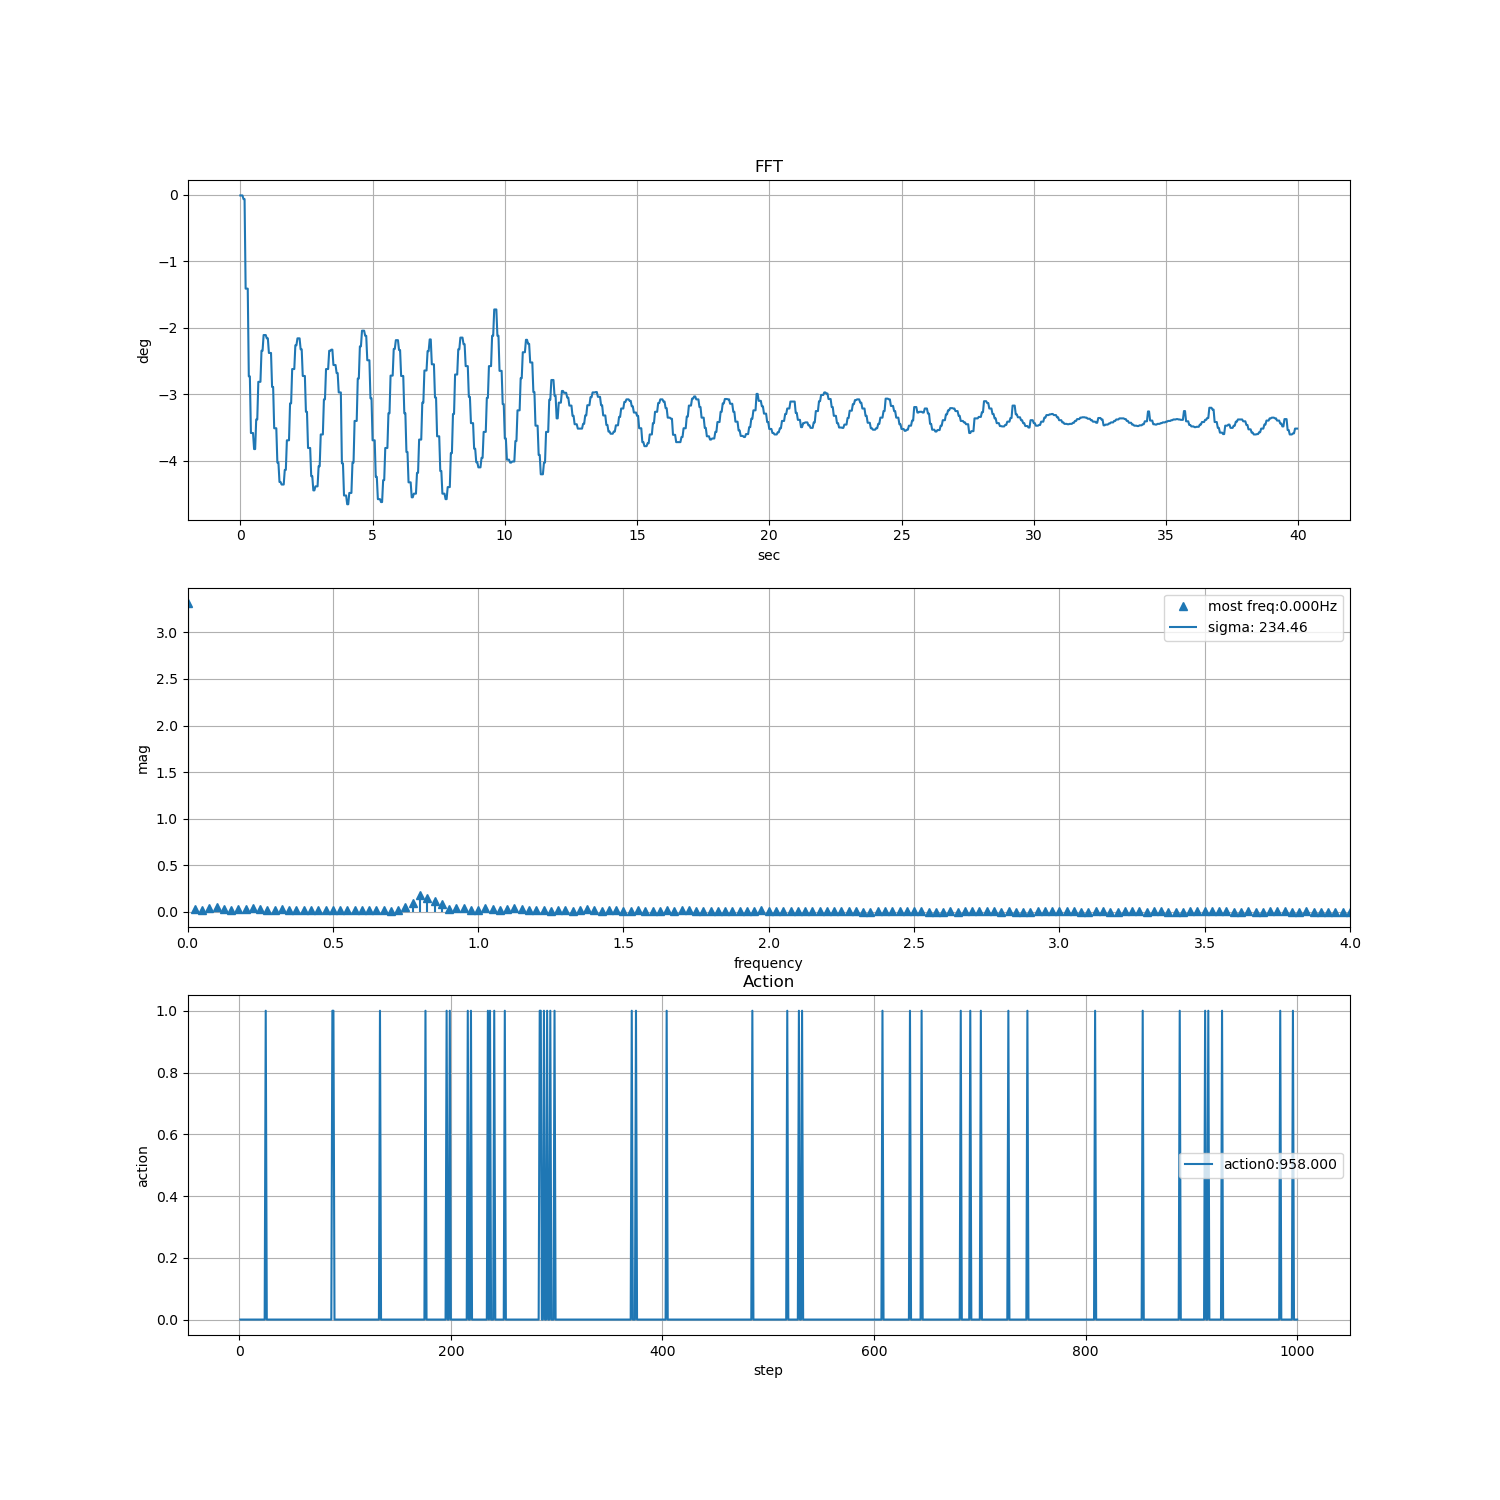 FFT
0
−1
−2
−3
−4
deg
0 5 10 15 20 25 30 35 40
sec
most freq:0.000Hz
sigma: 234.46
3.0
2.5
2.0
1.5
1.0
0.5
0.0
mag
0.0 0.5 1.0 1.5 2.0 2.5 3.0 3.5 4.0
frequency
Action
1.0
0.8
0.6
0.4
0.2
0.0
action
action0:958.000
0 200 400 600 800 1000
step